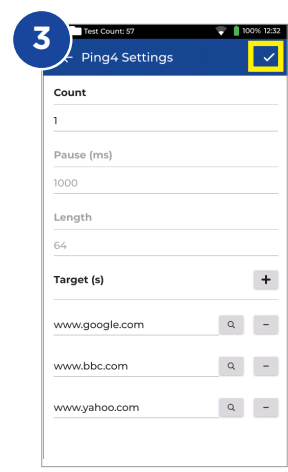 3
Test Count: 57 100% 12:32
← Ping4 Settings ✓
Count
1
Pause (ms)
1000
Length
64
Target (s) +
www.google.com −
www.bbc.com −
www.yahoo.com −